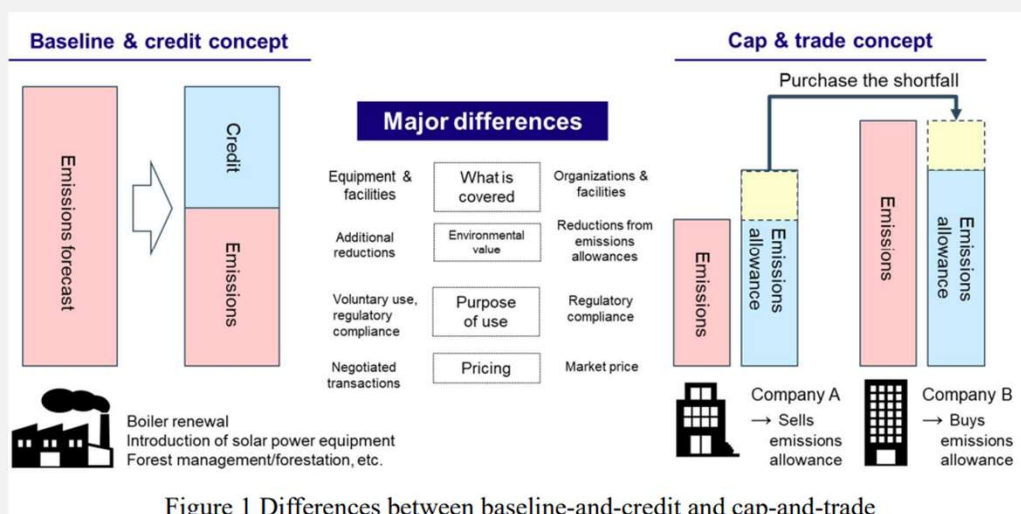 Baseline & credit concept
Emissions forecast
Credit
Emissions
Boiler renewal
Introduction of solar power equipment
Forest management/forestation, etc.
Major differences
Equipment &
facilities
What is
covered
Organizations &
facilities
Additional
reductions
Environmental
value
Reductions from
emissions
allowances
Voluntary use,
regulatory
compliance
Purpose
of use
Regulatory
compliance
Negotiated
transactions
Pricing
Market price
Cap & trade concept
Purchase the shortfall
Emissions
Emissions
allowance
Emissions
Emissions
allowance
Company A
→ Sells
emissions
allowance
Company B
→ Buys
emissions
allowance
Figure 1 Differences between baseline-and-credit and cap-and-trade